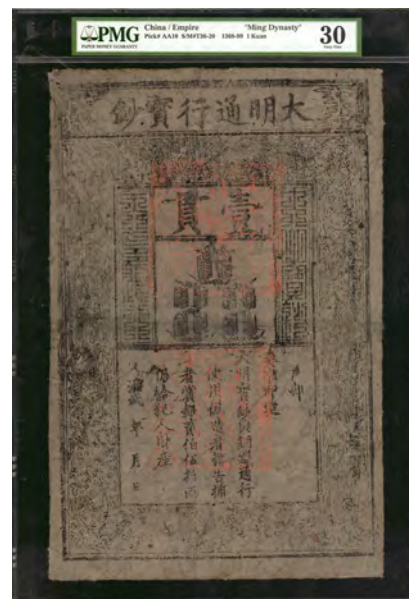 PMG
PAPER MONEY GUARANTY
China / Empire "Ming Dynasty"
Pick# AA10 S/M#T36-20 1368-99 1 Kuan
30
Very Fine
大明通行寶鈔
壹貫
戶部
奏准印造
大明寶鈔與銅錢通行
使用偽造者斬告捕
者賞銀貳佰伍拾兩
仍給犯人財產
洪武 年 月 日